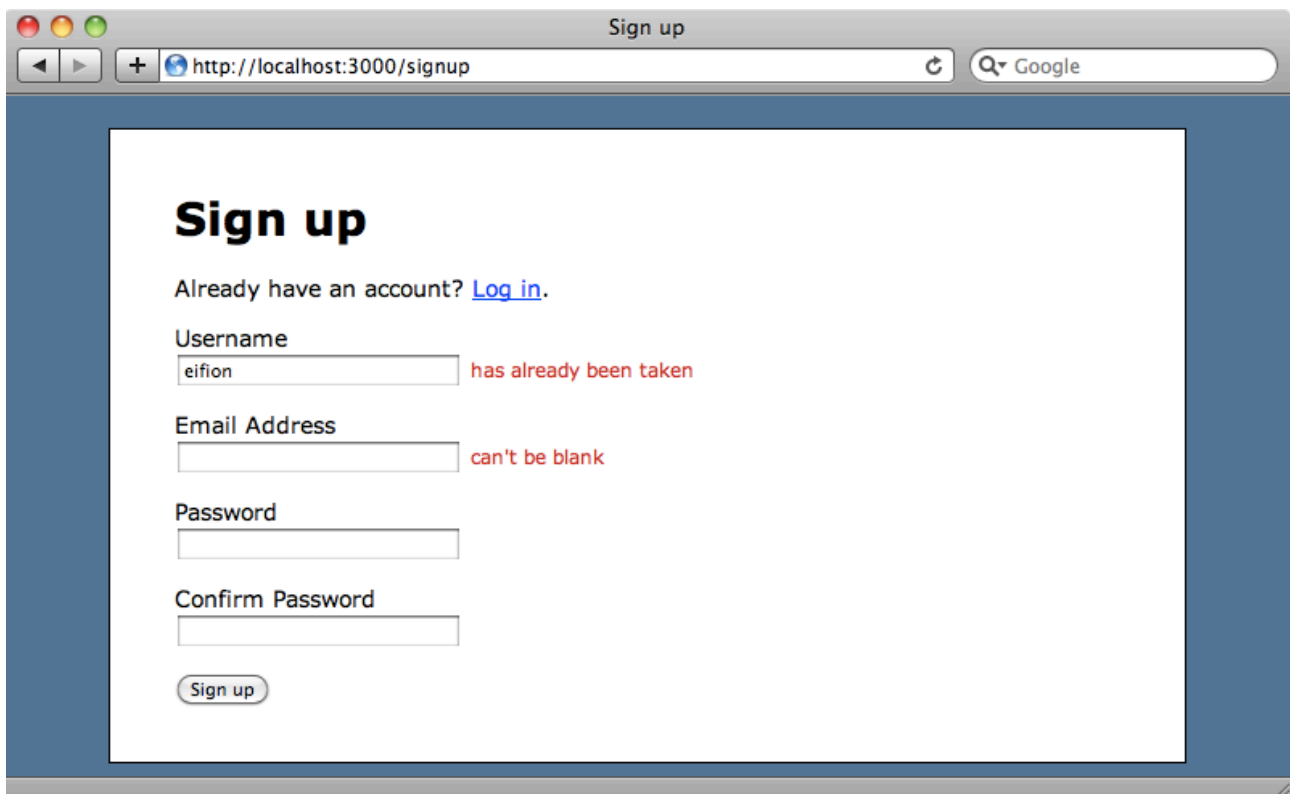 Sign up
http://localhost:3000/signup
Google
Sign up
Already have an account? Log in.
Username
eifion has already been taken
Email Address
can't be blank
Password
Confirm Password
Sign up